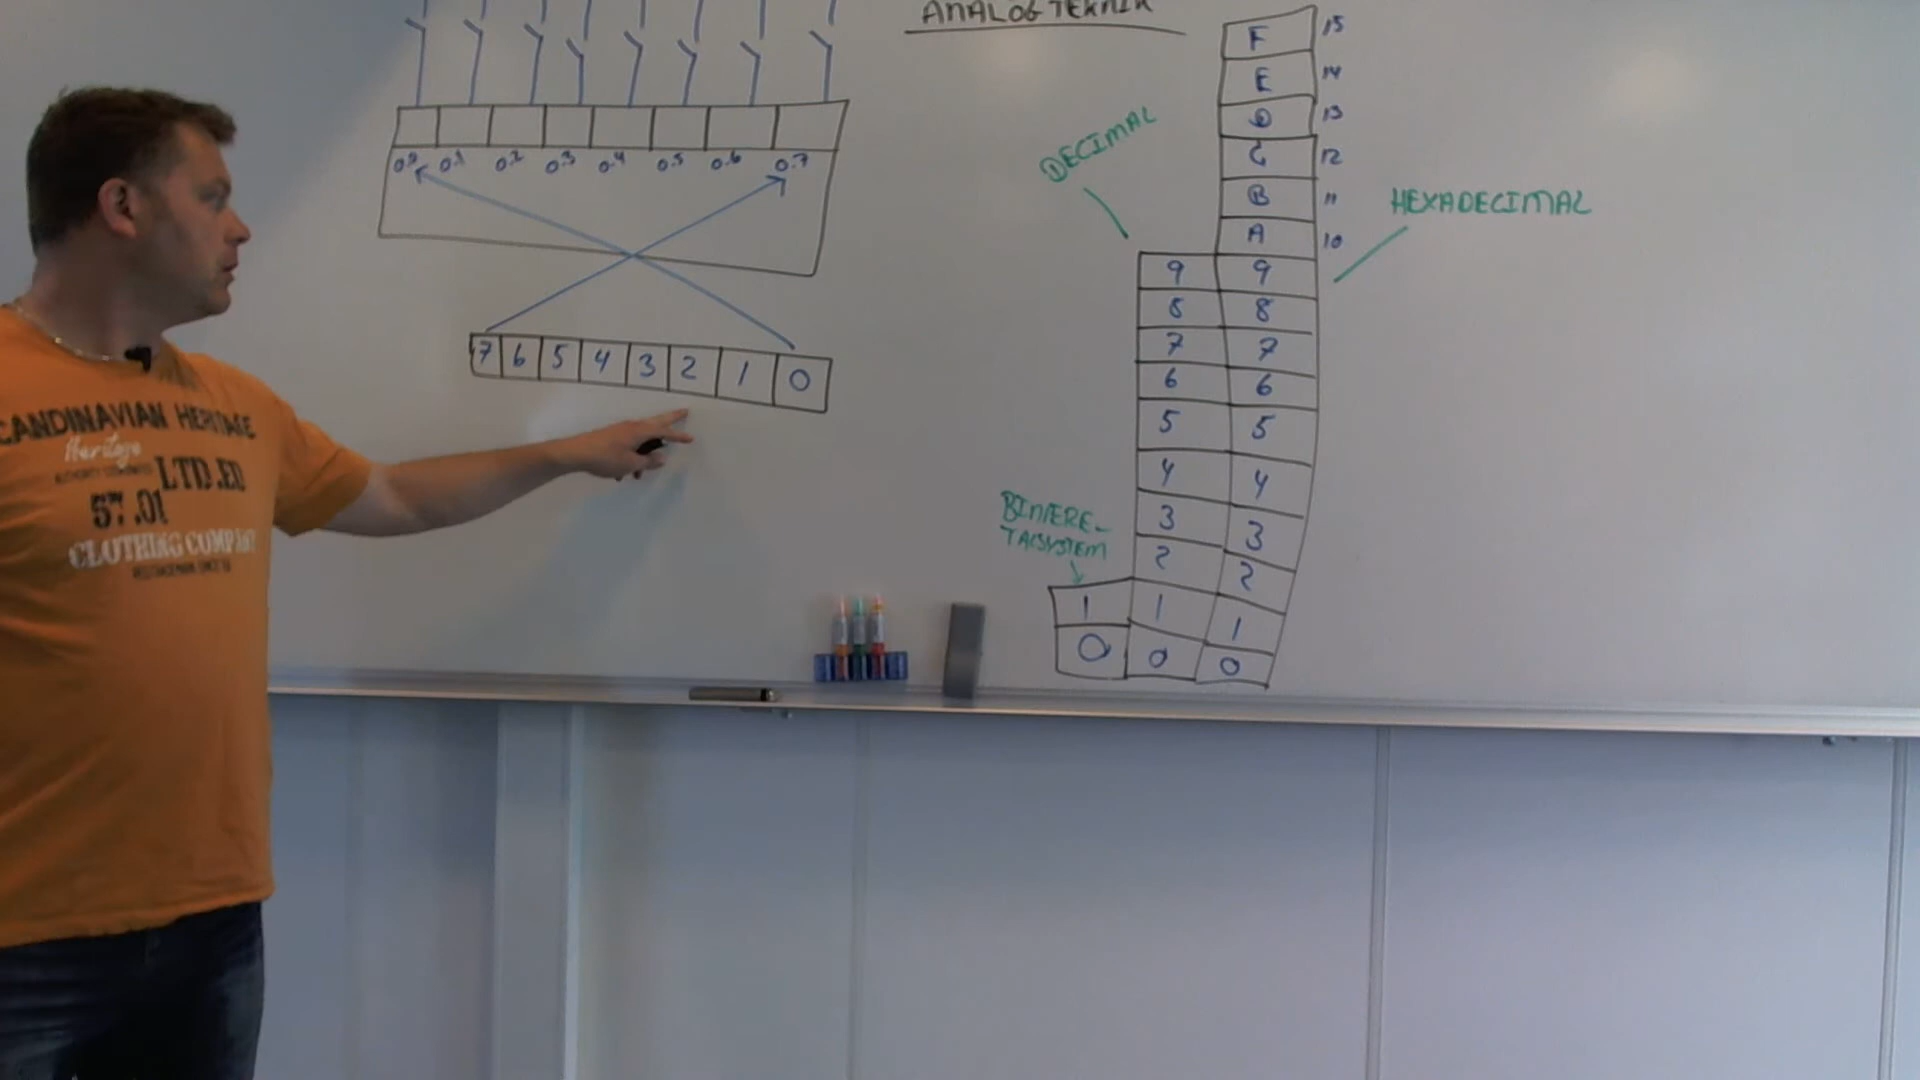 ANALOGTEKNIK
0.0 0.1 0.2 0.3 0.4 0.5 0.6 0.7
7 6 5 4 3 2 1 0
DECIMAL
HEXADECIMAL
BINÆRE-
TALSYSTEM
F 15
E 14
D 13
C 12
B 11
A 10
9 9
8 8
7 7
6 6
5 5
4 4
3 3
2 2
1 1 1
0 0 0
SCANDINAVIAN HERITAGE
Heritage
LTD.ED
ST.01
CLOTHING COMPANY